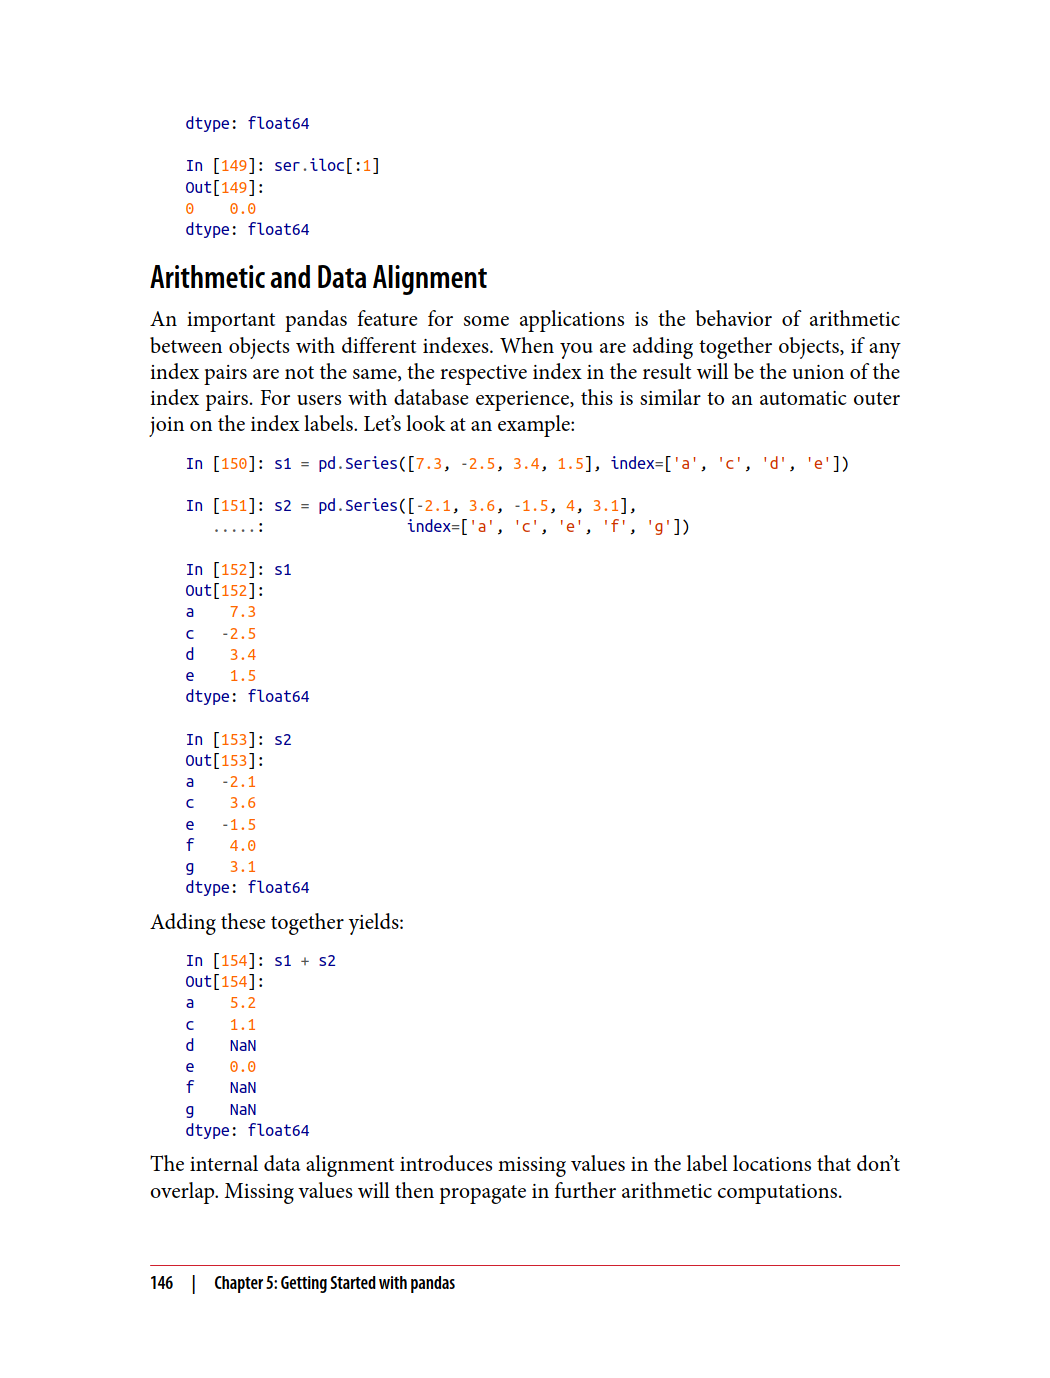 dtype: float64
In [149]: ser.iloc[:1]
Out[149]:
0    0.0
dtype: float64
Arithmetic and Data Alignment
An important pandas feature for some applications is the behavior of arithmetic
between objects with different indexes. When you are adding together objects, if any
index pairs are not the same, the respective index in the result will be the union of the
index pairs. For users with database experience, this is similar to an automatic outer
join on the index labels. Let’s look at an example:
In [150]: s1 = pd.Series([7.3, -2.5, 3.4, 1.5], index=['a', 'c', 'd', 'e'])
In [151]: s2 = pd.Series([-2.1, 3.6, -1.5, 4, 3.1],
   .....:                index=['a', 'c', 'e', 'f', 'g'])
In [152]: s1
Out[152]:
a    7.3
c   -2.5
d    3.4
e    1.5
dtype: float64
In [153]: s2
Out[153]:
a   -2.1
c    3.6
e   -1.5
f    4.0
g    3.1
dtype: float64
Adding these together yields:
In [154]: s1 + s2
Out[154]:
a    5.2
c    1.1
d    NaN
e    0.0
f    NaN
g    NaN
dtype: float64
The internal data alignment introduces missing values in the label locations that don’t
overlap. Missing values will then propagate in further arithmetic computations.
146 | Chapter 5: Getting Started with pandas